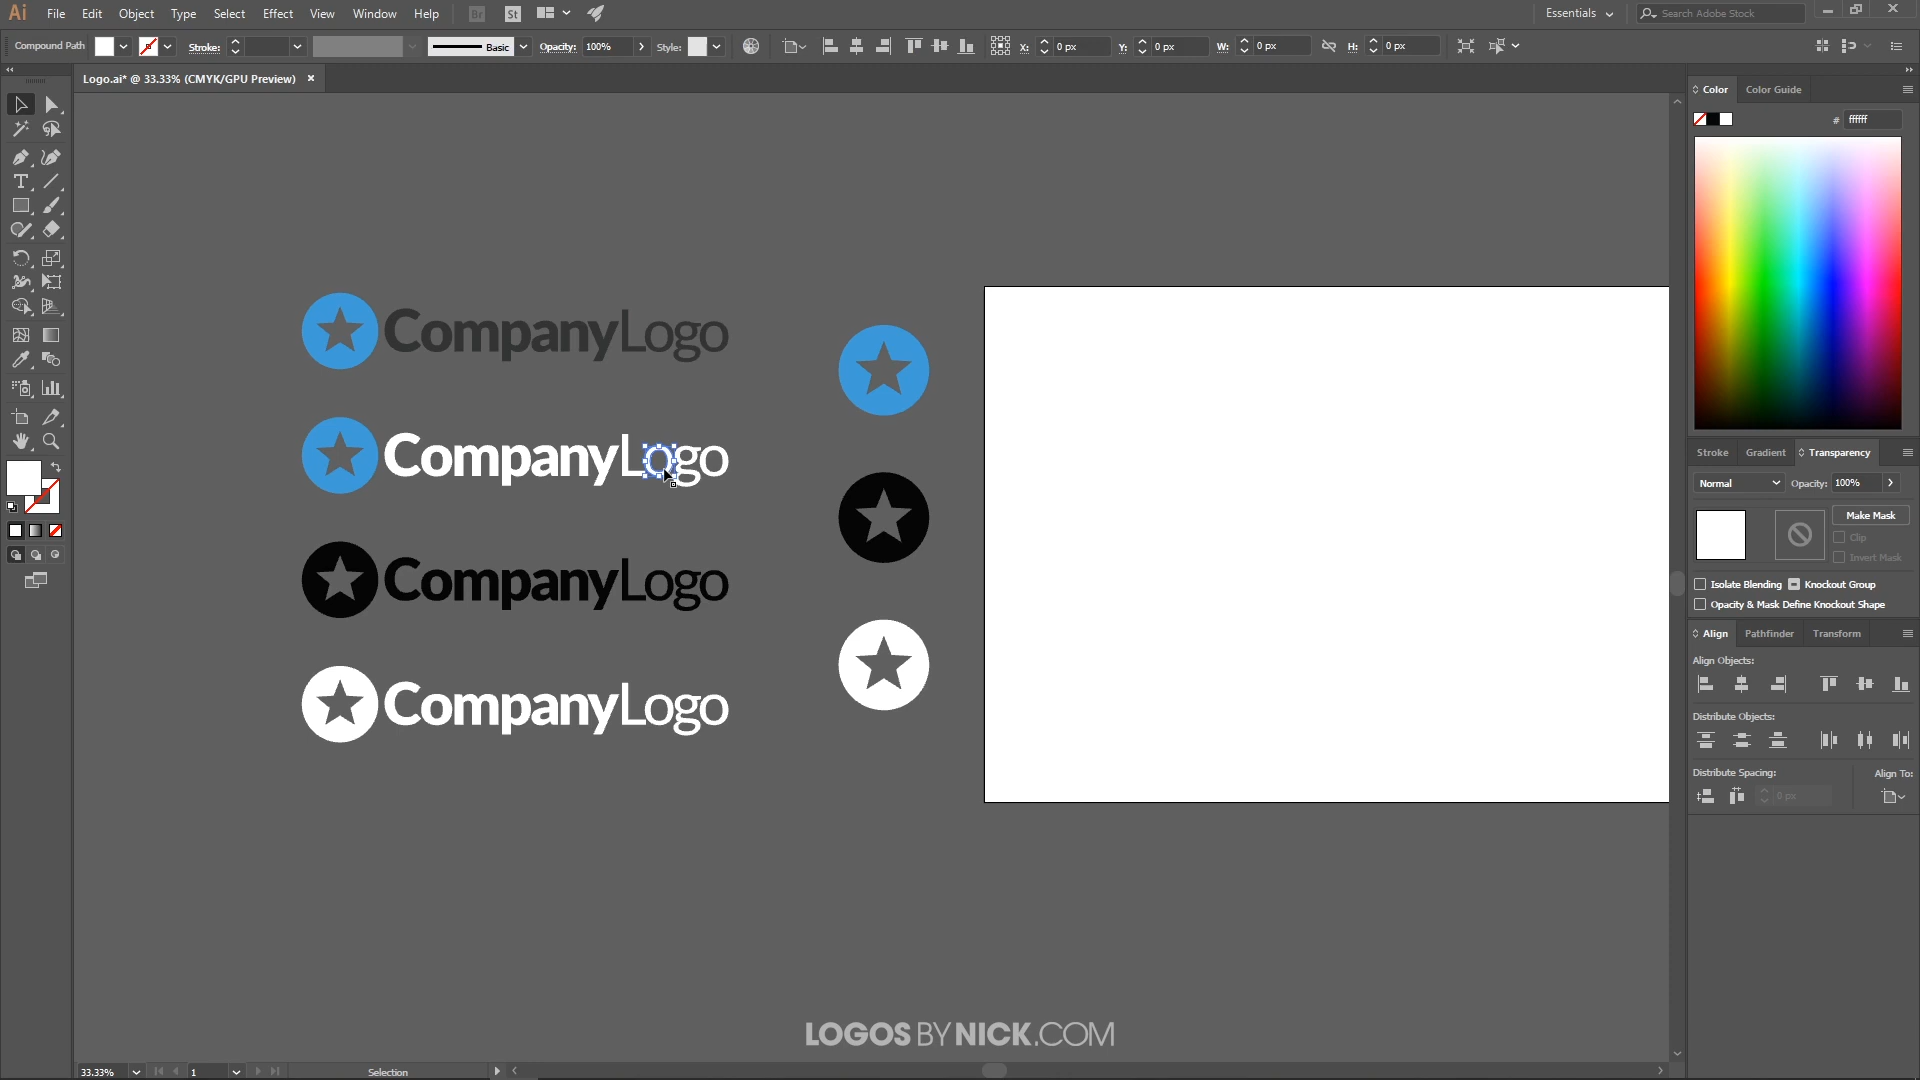 Ai File Edit Object Type Select Effect View Window Help Br St Essentials Search Adobe Stock
Compound Path Stroke: Basic Opacity: 100% Style: X: 0 px Y: 0 px W: 0 px H: 0 px
Logo.ai* @ 33.33% (CMYK/GPU Preview)
Color Color Guide
# ffffff
CompanyLogo
CompanyLogo
CompanyLogo
CompanyLogo
Stroke Gradient Transparency
Normal Opacity: 100%
Make Mask
Clip
Invert Mask
Isolate Blending Knockout Group
Opacity & Mask Define Knockout Shape
Align Pathfinder Transform
Align Objects:
Distribute Objects:
Distribute Spacing: Align To:
0 px
LOGOS BY NICK.COM
33.33% 1 Selection